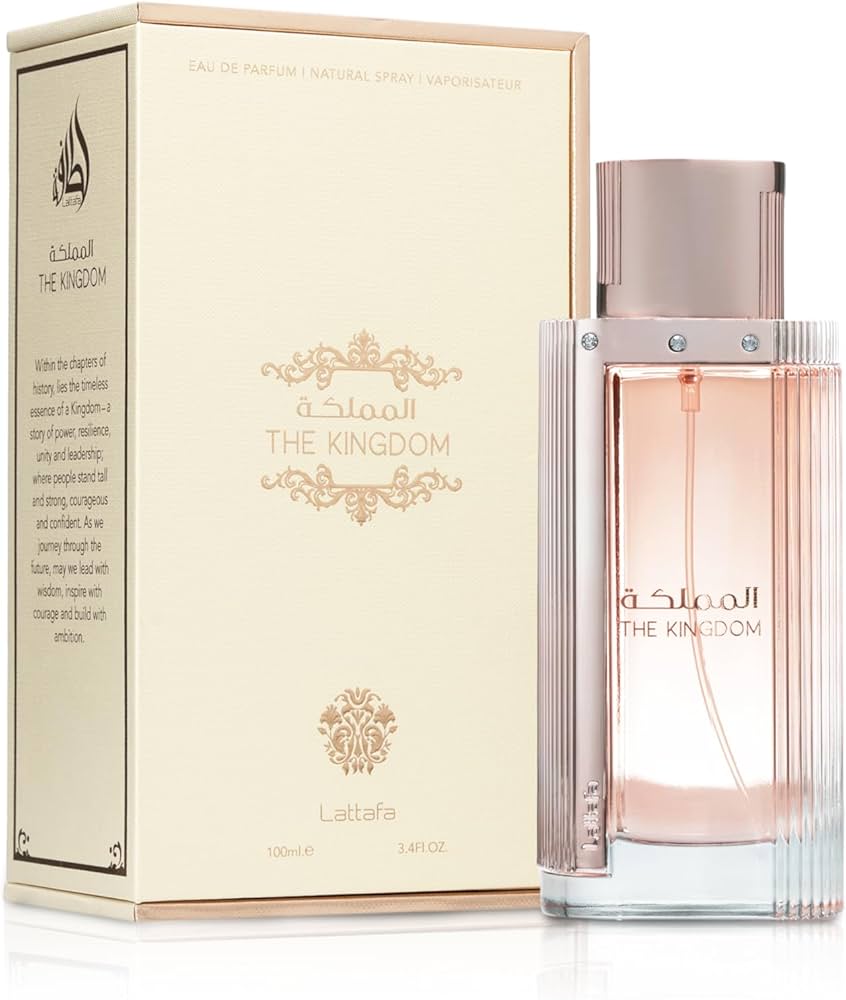 لطافة
Lattafa
المملكة
THE KINGDOM
Within the chapters of
history, lies the timeless
essence of a Kingdom–a
story of power, resilience,
unity and leadership;
where people stand tall
and strong, courageous
and confident. As we
journey through the
future, may we lead with
wisdom, inspire with
courage and build with
ambition.
EAU DE PARFUM | NATURAL SPRAY | VAPORISATEUR
المملكة
THE KINGDOM
Lattafa
100ml.e 3.4FL.OZ.
المملكة
THE KINGDOM
Lattafa